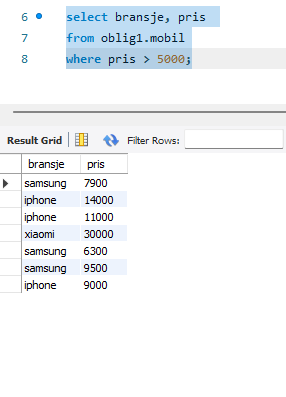 6 select bransje, pris
7 from oblig1.mobil
8 where pris > 5000;
Result Grid Filter Rows:
bransje pris
samsung 7900
iphone 14000
iphone 11000
xiaomi 30000
samsung 6300
samsung 9500
iphone 9000